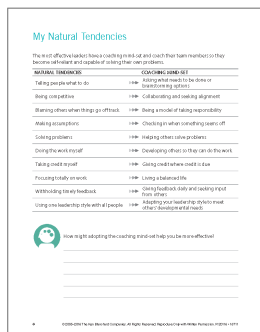 My Natural Tendencies
The most effective leaders have a coaching mind-set and coach their team members so they
become self-reliant and capable of solving their own problems.
NATURAL TENDENCIES COACHING MIND-SET
Telling people what to do Asking what needs to be done or
brainstorming options
Being competitive Collaborating and seeking alignment
Blaming others when things go off track Being a model of taking responsibility
Making assumptions Checking in when something seems off
Solving problems Helping others solve problems
Doing the work myself Developing others so they can do the work
Taking credit myself Giving credit where credit is due
Focusing totally on work Living a balanced life
Withholding timely feedback Giving feedback daily and seeking input
from others
Using one leadership style with all people Adapting your leadership style to meet
others' developmental needs
How might adopting the coaching mind-set help you be more effective?
The Ken Blanchard Companies. All Rights Reserved.